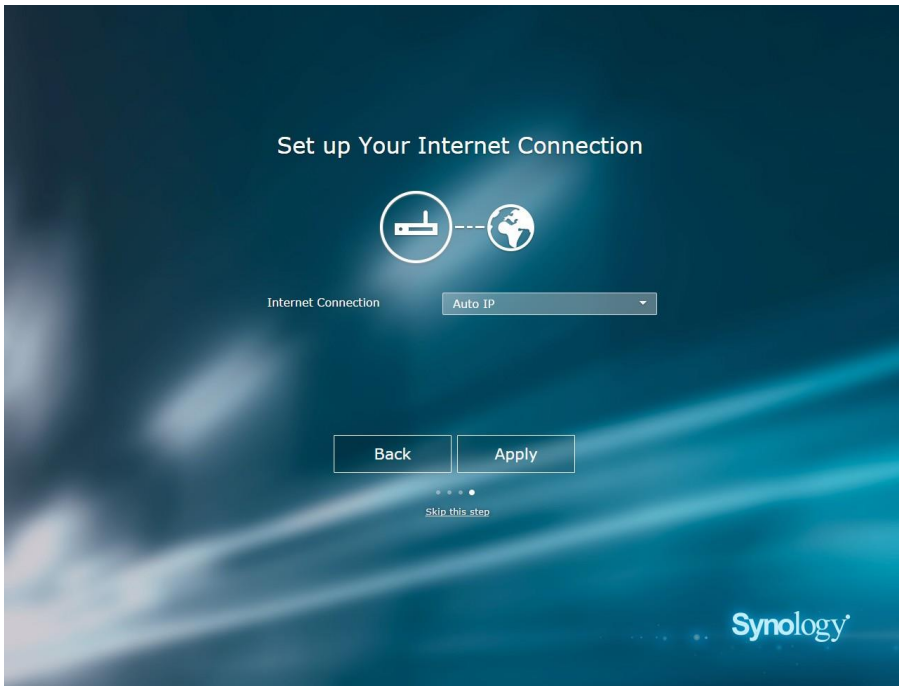 Set up Your Internet Connection
Internet Connection Auto IP
Back Apply
Skip this step
Synology